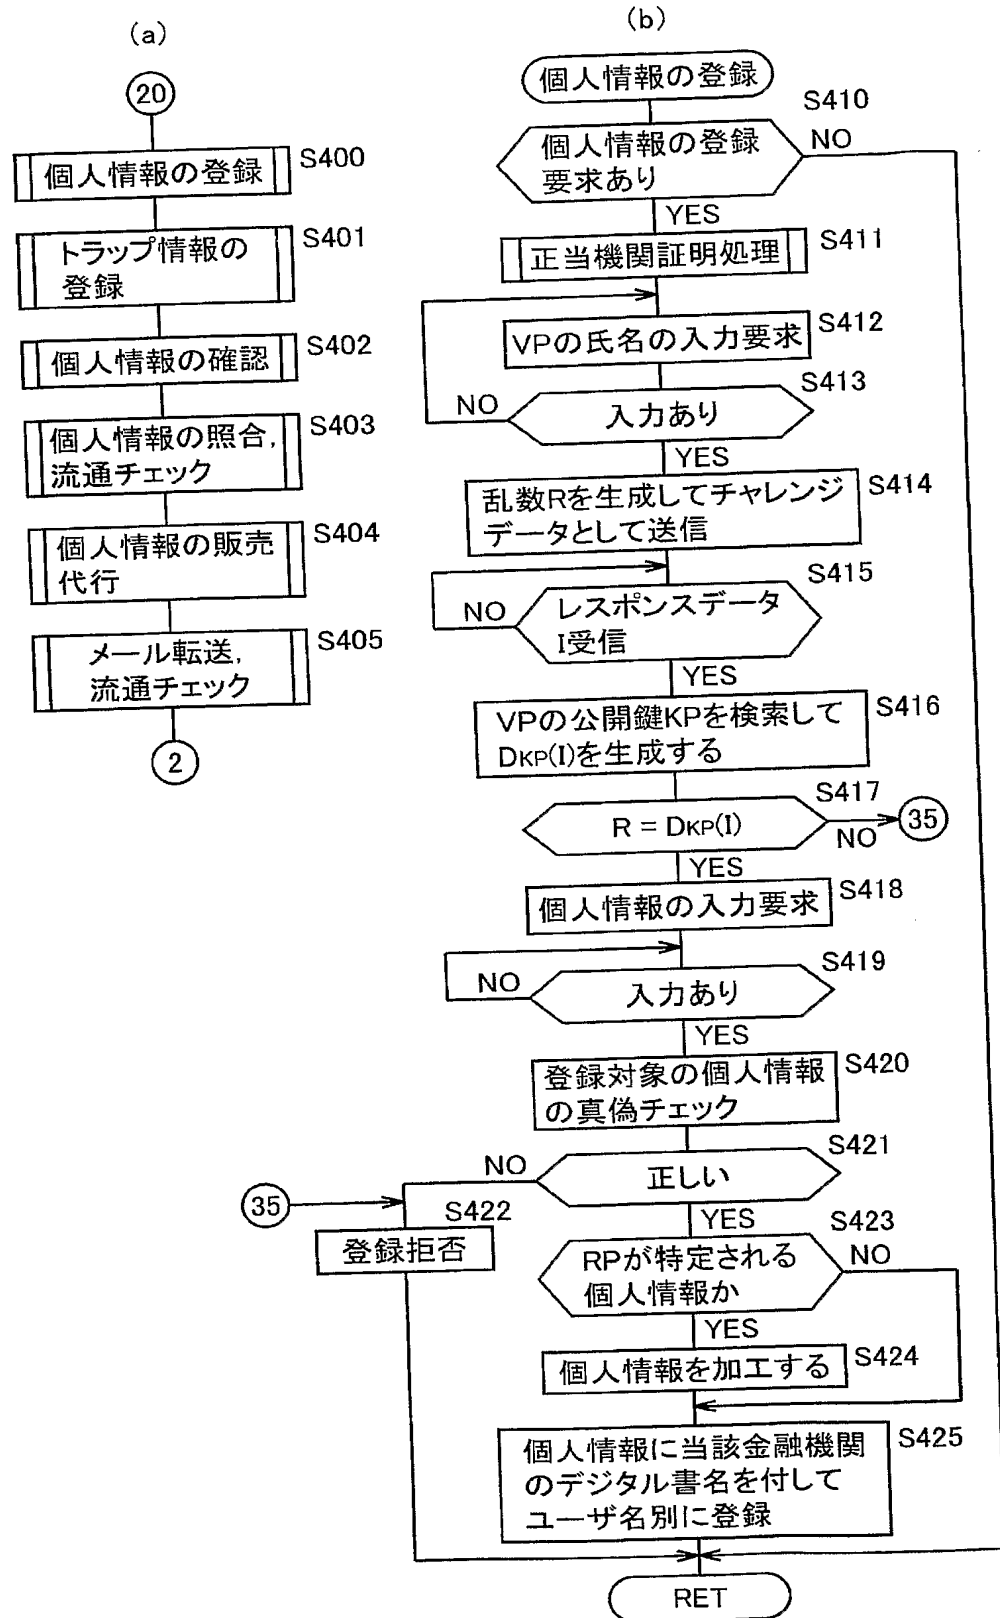 (a)
20
個人情報の登録
S400
トラップ情報の
登録
S401
個人情報の確認
S402
個人情報の照合,
流通チェック
S403
個人情報の販売
代行
S404
メール転送,
流通チェック
S405
2
(b)
個人情報の登録
S410
個人情報の登録
要求あり
NO
YES
正当機関証明処理
S411
VPの氏名の入力要求
S412
S413
入力あり
NO
YES
乱数Rを生成してチャレンジ
データとして送信
S414
S415
レスポンスデータ
I受信
NO
YES
VPの公開鍵KPを検索して
DKP(I)を生成する
S416
S417
R = DKP(I)
NO
35
YES
個人情報の入力要求
S418
S419
入力あり
NO
YES
登録対象の個人情報
の真偽チェック
S420
S421
正しい
NO
YES
35
S422
登録拒否
S423
RPが特定される
個人情報か
NO
YES
個人情報を加工する
S424
個人情報に当該金融機関
のデジタル書名を付して
ユーザ名別に登録
S425
RET